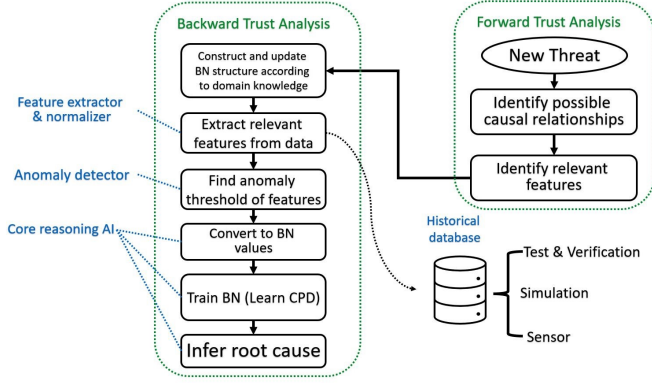 Backward Trust Analysis
Forward Trust Analysis
Construct and update
BN structure according
to domain knowledge
New Threat
Feature extractor
& normalizer
Extract relevant
features from data
Identify possible
causal relationships
Anomaly detector
Find anomaly
threshold of features
Identify relevant
features
Core reasoning AI
Convert to BN
values
Historical
database
Train BN (Learn CPD)
Test & Verification
Simulation
Sensor
Infer root cause